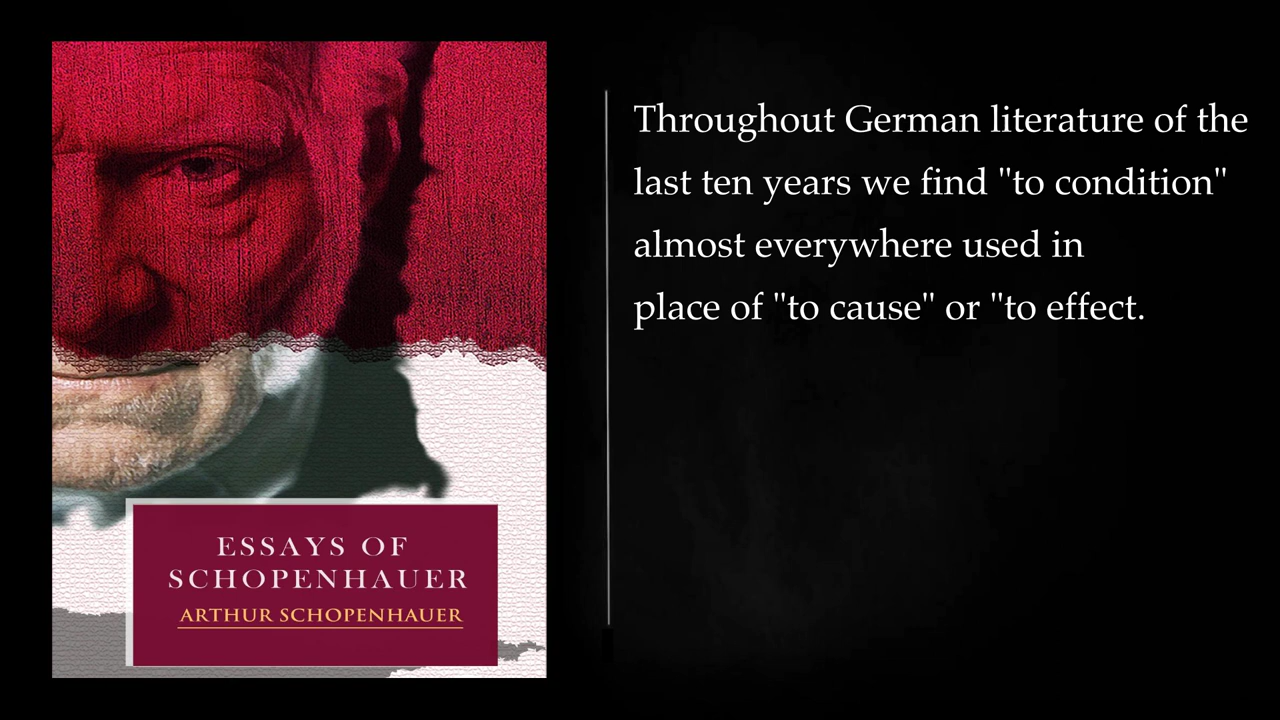 ESSAYS OF
SCHOPENHAUER
ARTHUR SCHOPENHAUER
Throughout German literature of the
last ten years we find "to condition"
almost everywhere used in
place of "to cause" or "to effect.